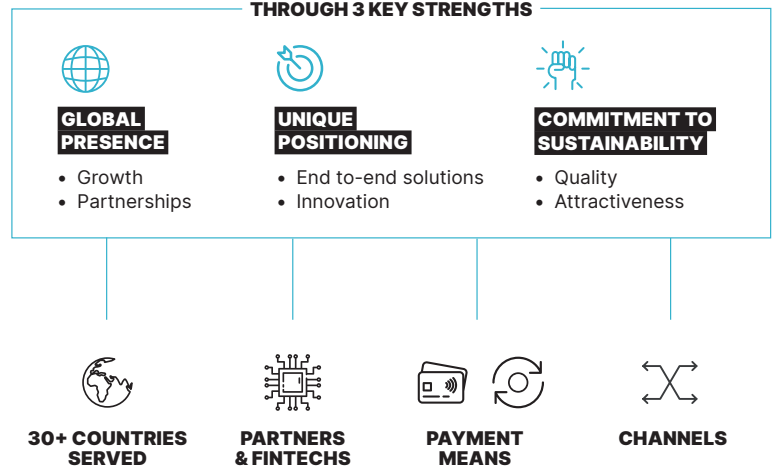 THROUGH 3 KEY STRENGTHS
GLOBAL
PRESENCE
• Growth
• Partnerships
UNIQUE
POSITIONING
• End to-end solutions
• Innovation
COMMITMENT TO
SUSTAINABILITY
• Quality
• Attractiveness
30+ COUNTRIES
SERVED
PARTNERS
& FINTECHS
PAYMENT
MEANS
CHANNELS